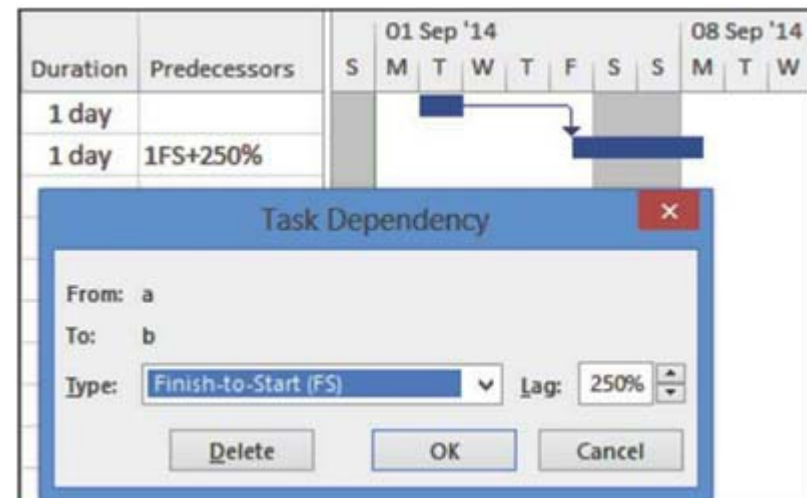 01 Sep '14 08 Sep '14
Duration Predecessors S M T W T F S S M T W
1 day
1 day 1FS+250%
Task Dependency
From: a
To: b
Type: Finish-to-Start (FS) Lag: 250%
Delete OK Cancel